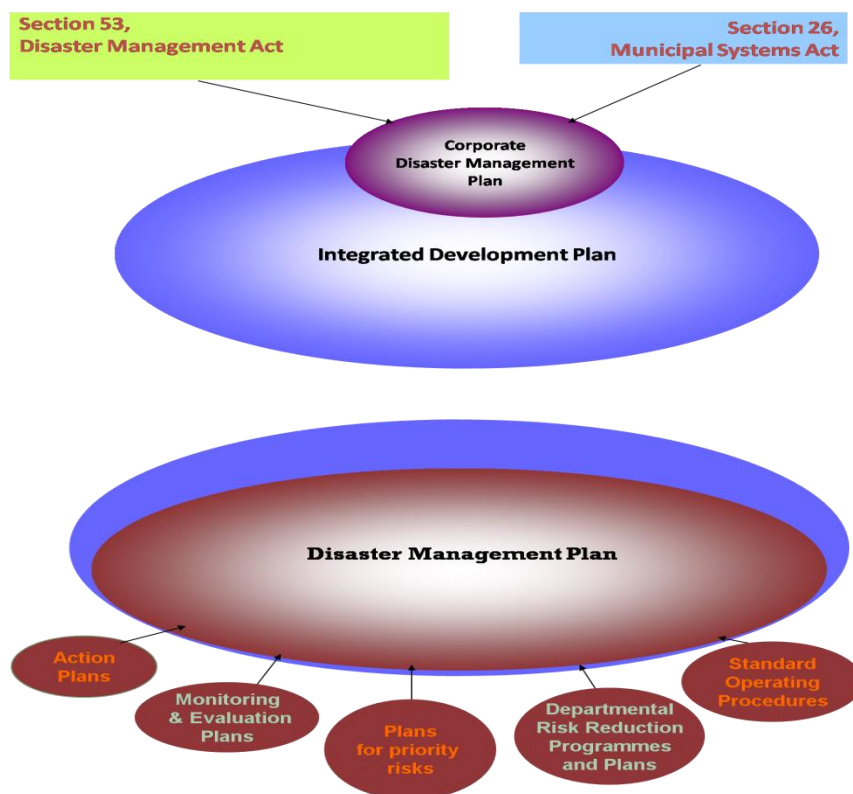 Section 53,
Disaster Management Act
Section 26,
Municipal Systems Act
Corporate
Disaster Management
Plan
Integrated Development Plan
Disaster Management Plan
Action
Plans
Monitoring
& Evaluation
Plans
Plans
for priority
risks
Departmental
Risk Reduction
Programmes
and Plans
Standard
Operating
Procedures